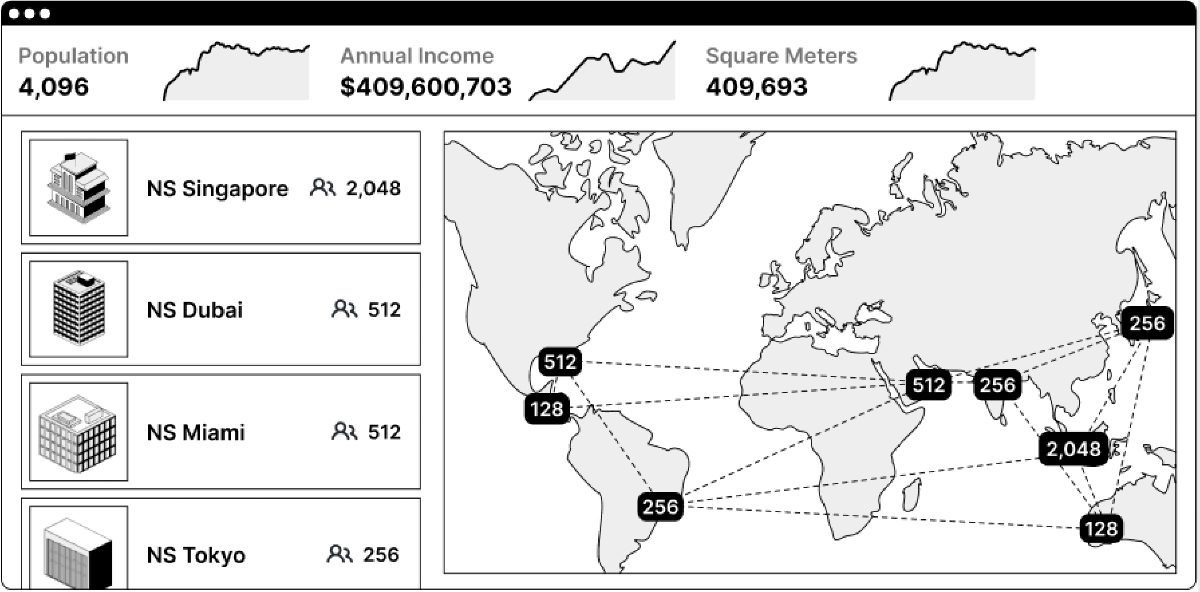 Population
4,096
Annual Income
$409,600,703
Square Meters
409,693
NS Singapore 2,048
NS Dubai 512
NS Miami 512
NS Tokyo 256
256
512
512
256
128
2,048
256
128